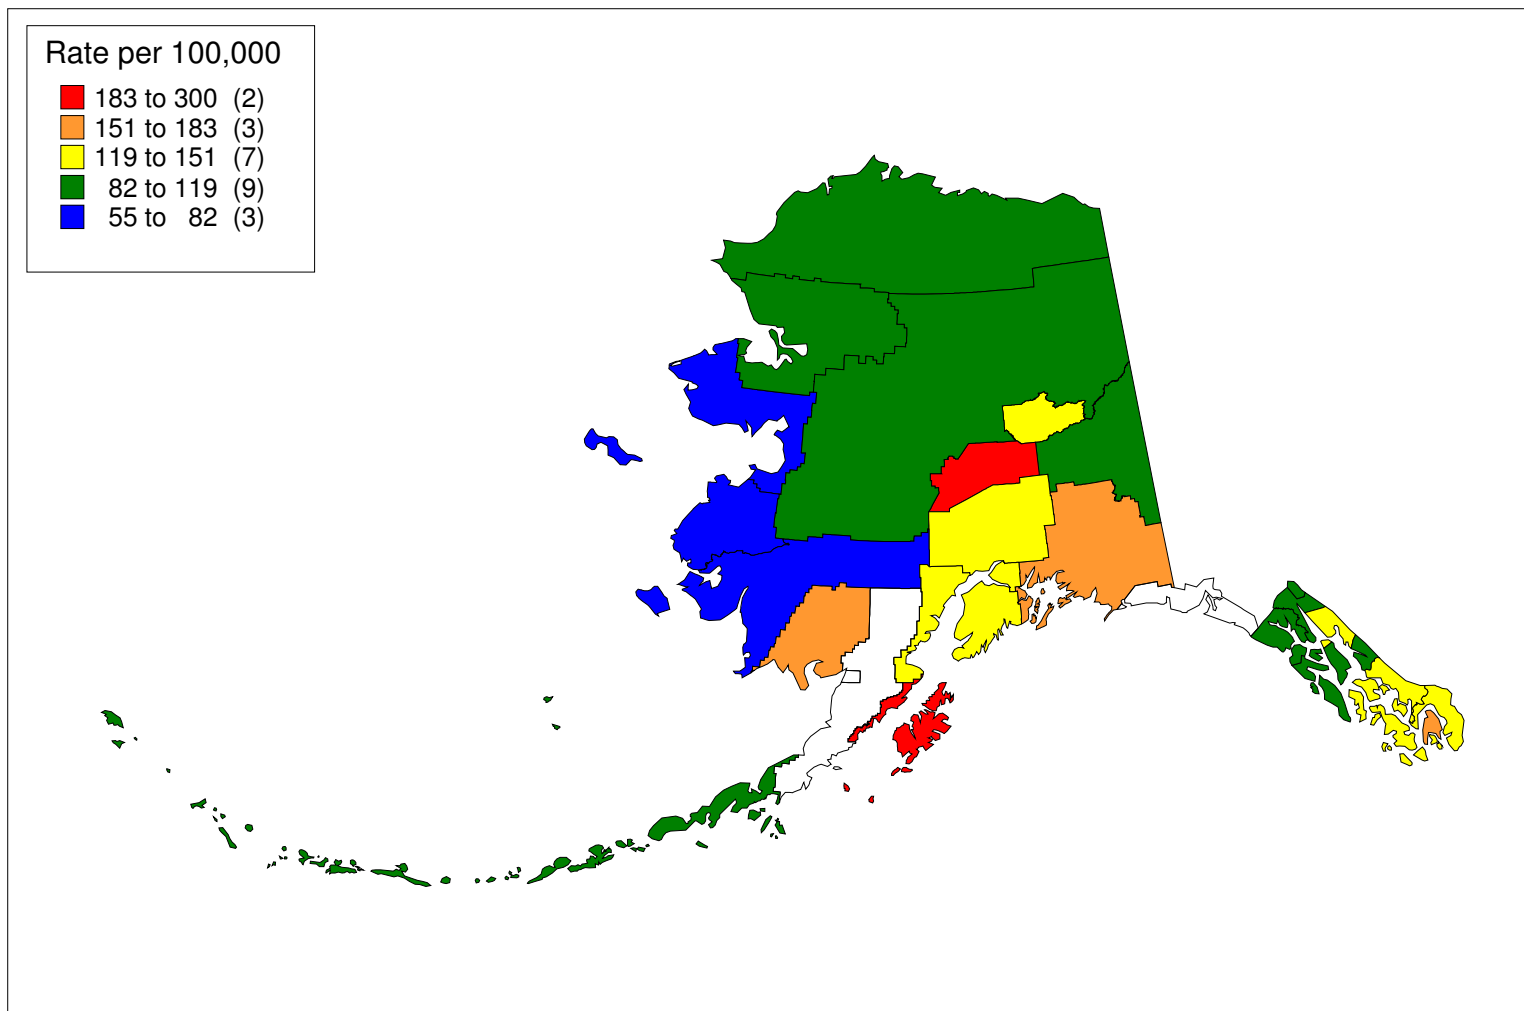 Rate per 100,000
183 to 300 (2)
151 to 183 (3)
119 to 151 (7)
82 to 119 (9)
55 to 82 (3)